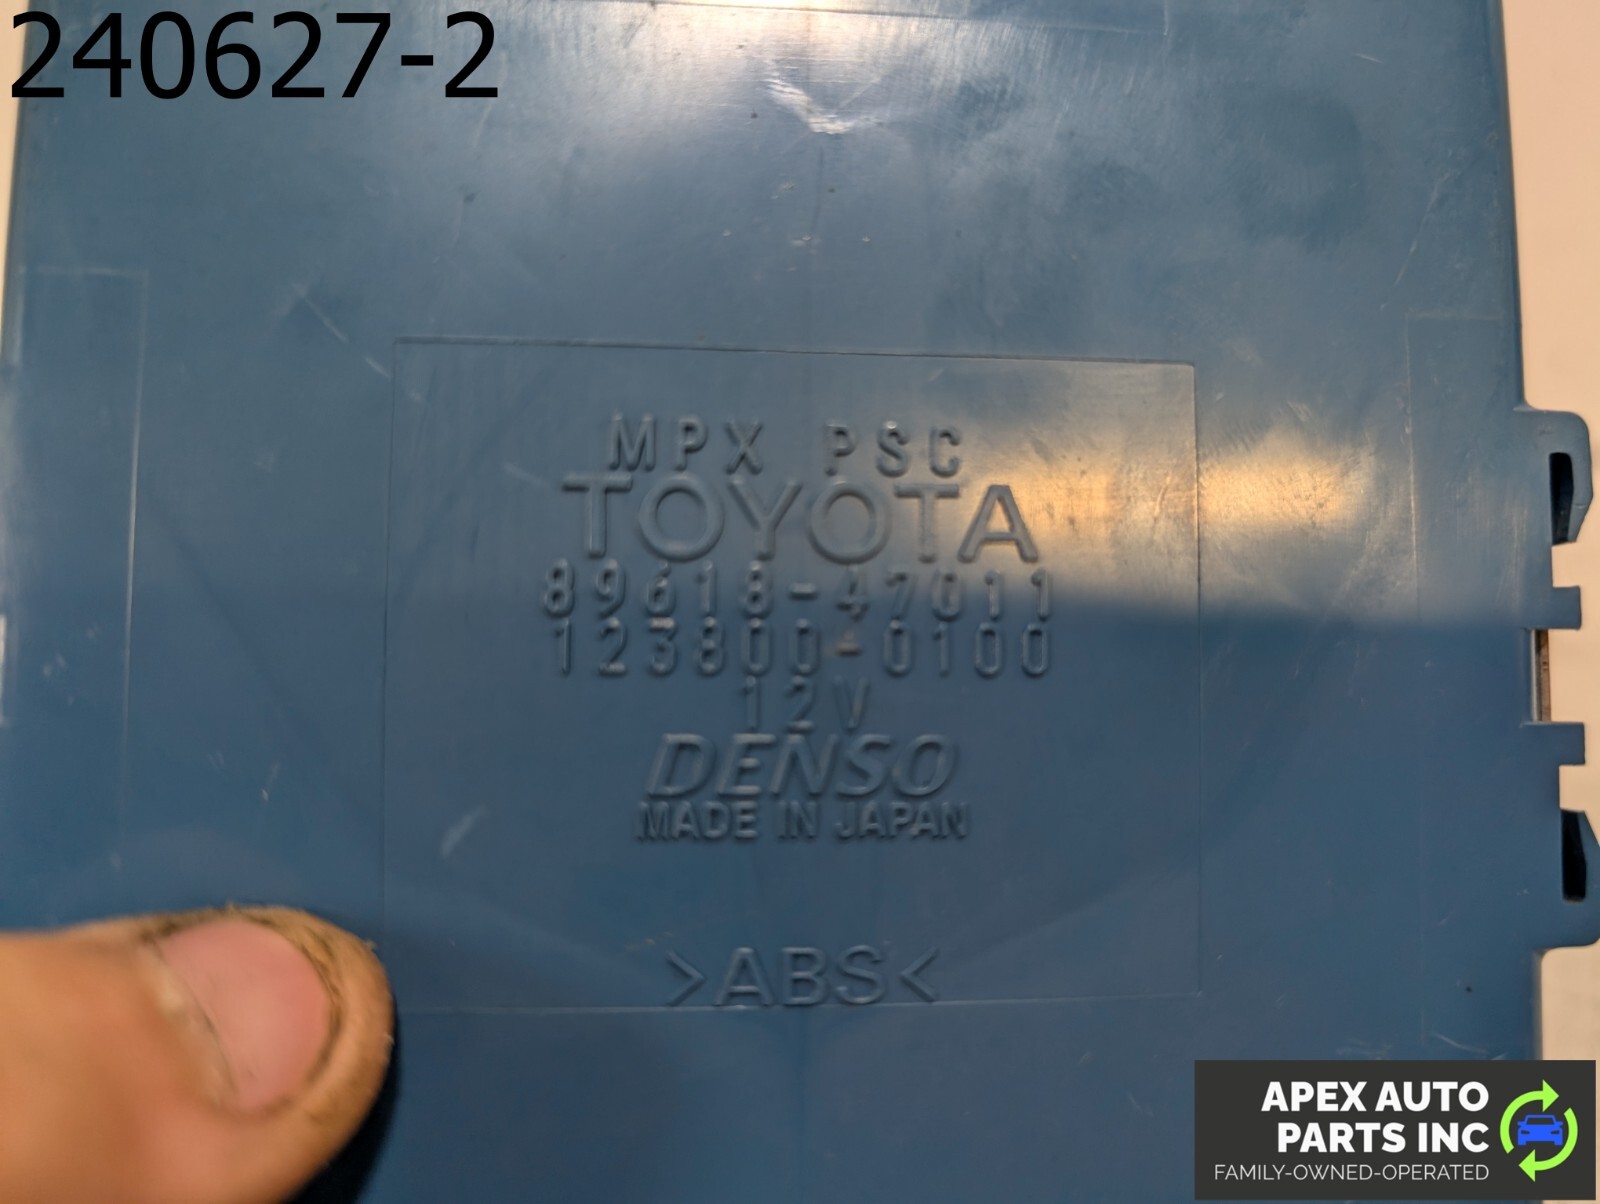 240627-2
MPX PSC
TOYOTA
89618-47011
123800-0100
12V
DENSO
MADE IN JAPAN
>ABS<
APEX AUTO
PARTS INC
FAMILY-OWNED-OPERATED